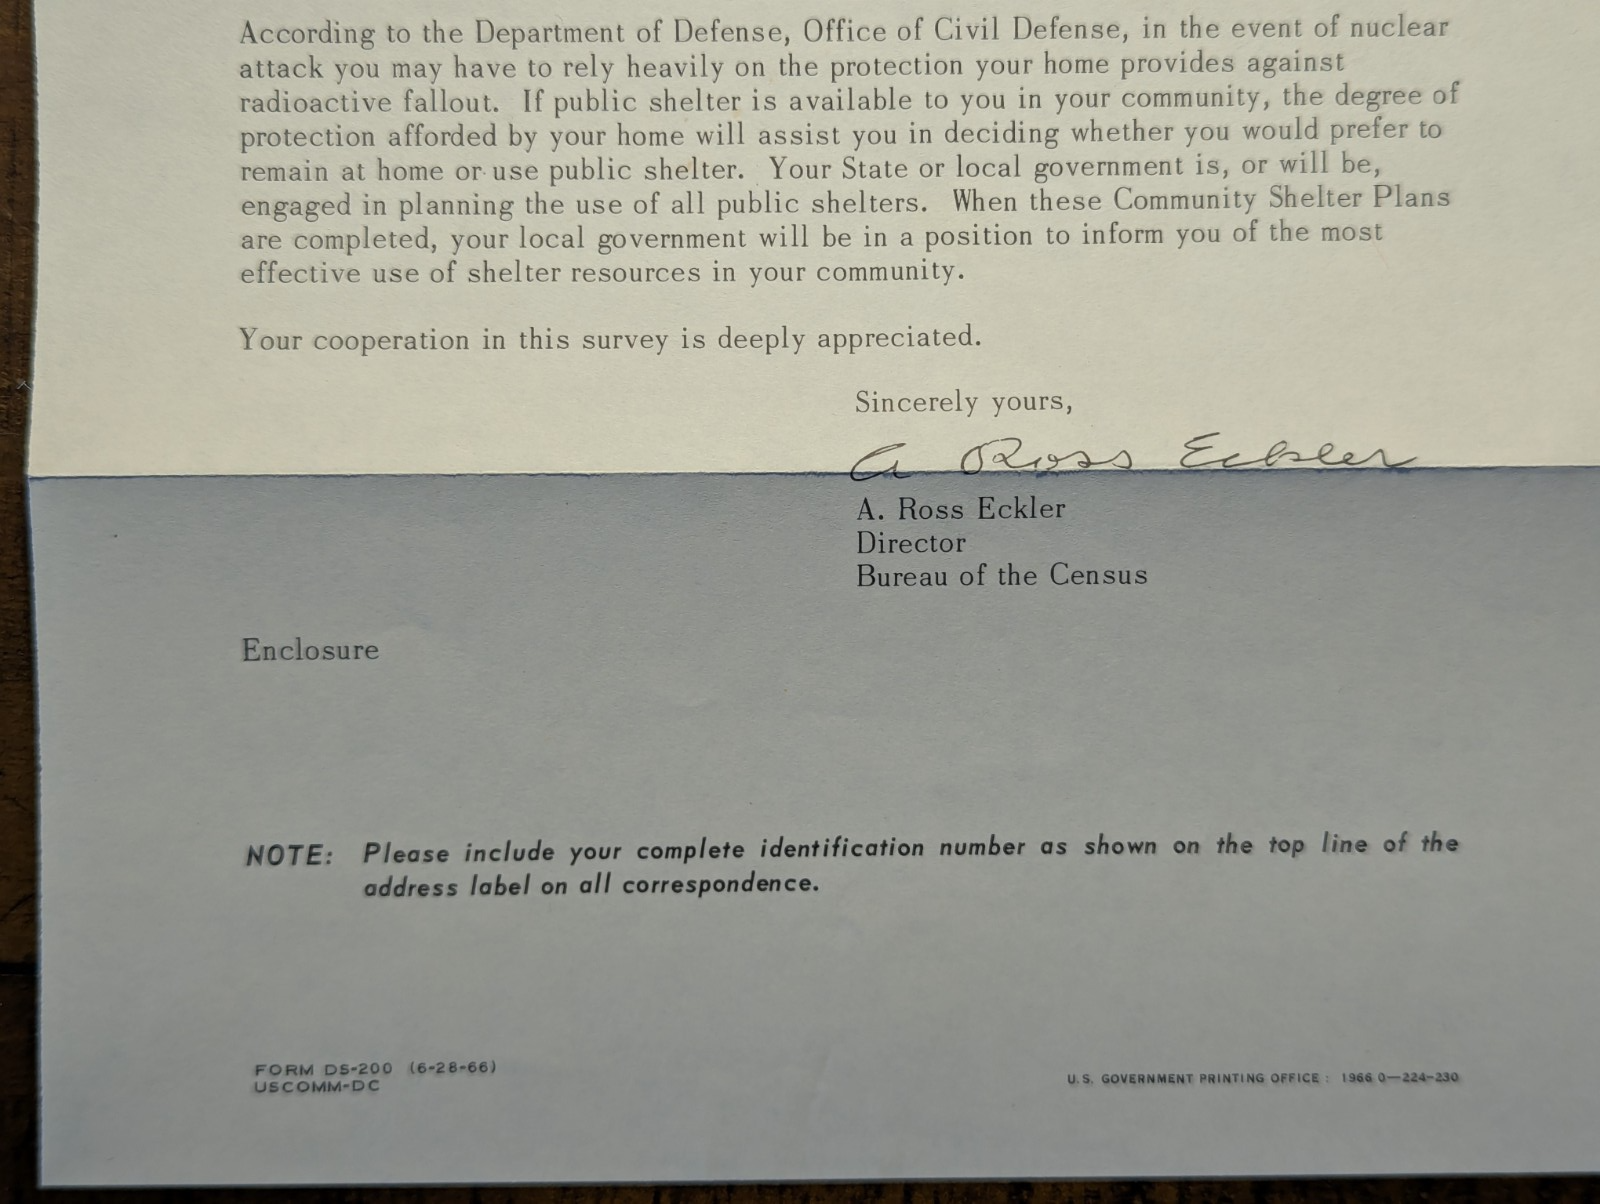 According to the Department of Defense, Office of Civil Defense, in the event of nuclear
attack you may have to rely heavily on the protection your home provides against
radioactive fallout. If public shelter is available to you in your community, the degree of
protection afforded by your home will assist you in deciding whether you would prefer to
remain at home or use public shelter. Your State or local government is, or will be,
engaged in planning the use of all public shelters. When these Community Shelter Plans
are completed, your local government will be in a position to inform you of the most
effective use of shelter resources in your community.
Your cooperation in this survey is deeply appreciated.
Sincerely yours,
A Ross Eckler
A. Ross Eckler
Director
Bureau of the Census
Enclosure
NOTE: Please include your complete identification number as shown on the top line of the
address label on all correspondence.
FORM DS-200 (6-28-66)
USCOMM-DC
U.S. GOVERNMENT PRINTING OFFICE : 1966 O—224-230